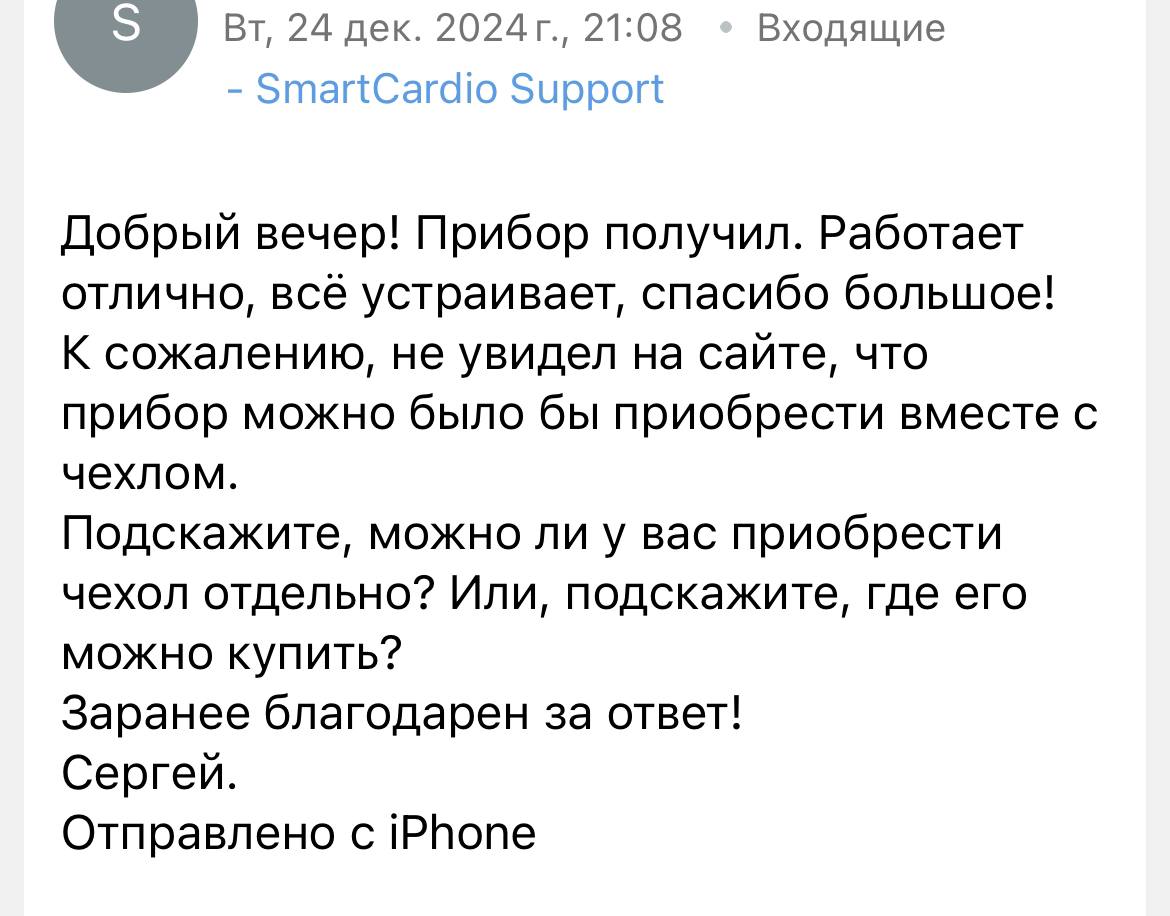 S
Вт, 24 дек. 2024 г., 21:08 • Входящие
- SmartCardio Support
Добрый вечер! Прибор получил. Работает
отлично, всё устраивает, спасибо большое!
К сожалению, не увидел на сайте, что
прибор можно было бы приобрести вместе с
чехлом.
Подскажите, можно ли у вас приобрести
чехол отдельно? Или, подскажите, где его
можно купить?
Заранее благодарен за ответ!
Сергей.
Отправлено с iPhone